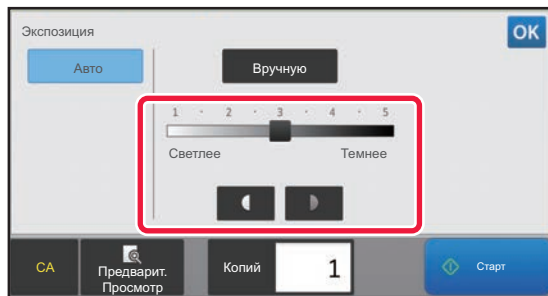 Экспозиция
OK
Авто
Вручную
1 · 2 · 3 · 4 · 5
Светлее
Темнее
CA
Предварит.
Просмотр
Копий
1
Старт